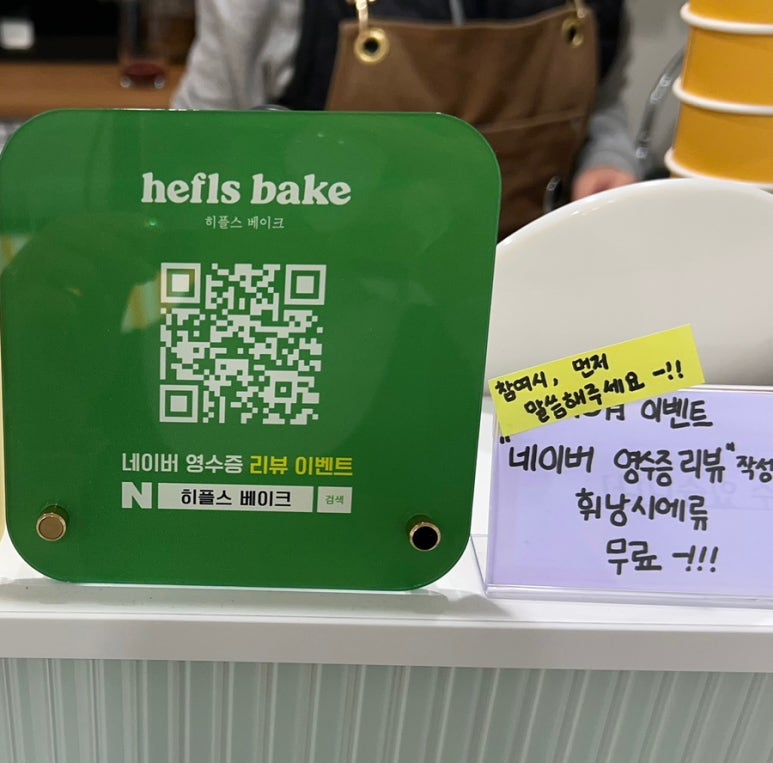 hefls bake
히플스 베이크
네이버 영수증 리뷰 이벤트
N 히플스 베이크 검색
참여시, 먼저
말씀해주세요 -!!
이벤트
"네이버 영수증 리뷰" 작성
휘낭시에류
무료 -!!!